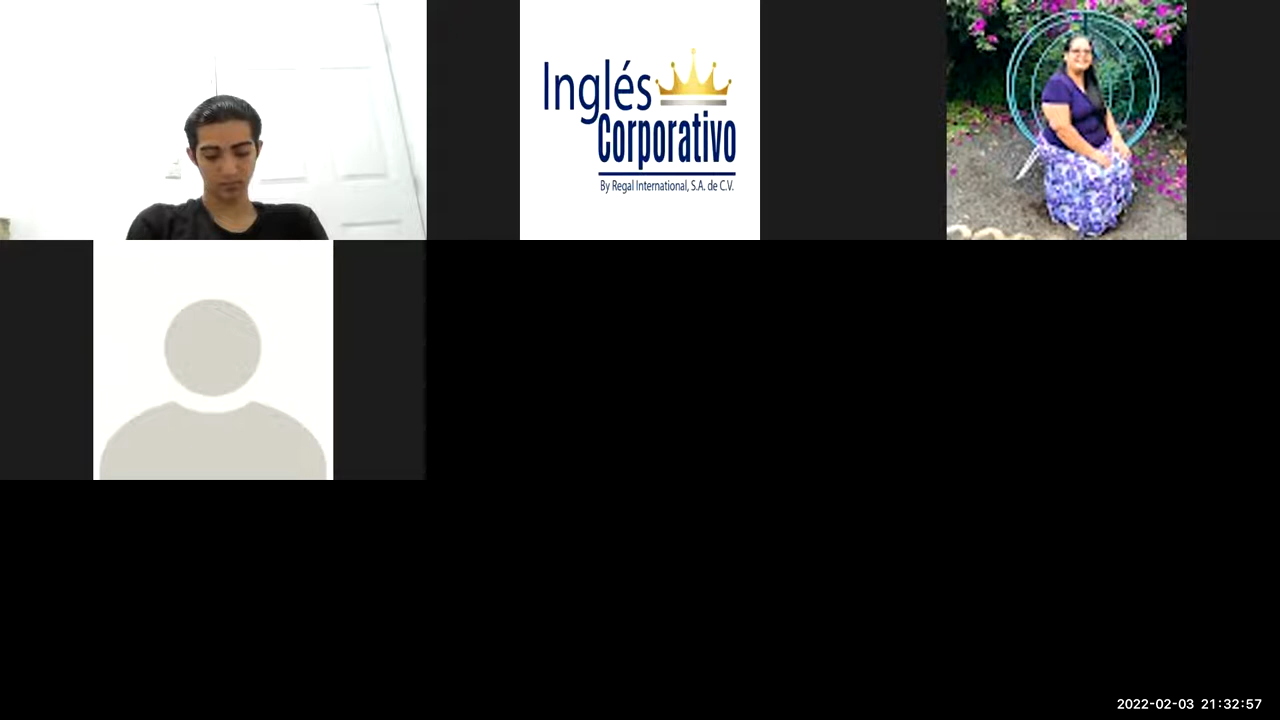 Inglés
Corporativo
By Regal International, S.A. de C.V.
2022-02-03 21:32:57